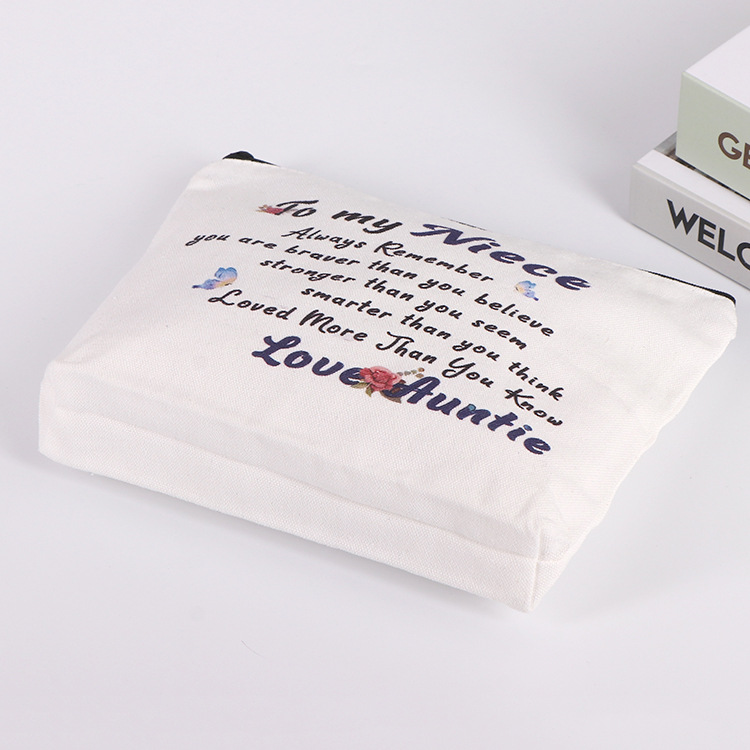 To my Niece
Always Remember
you are braver than you believe
stronger than you seem
smarter than you think
Loved More Than You Know
Love Auntie
GE
WELC